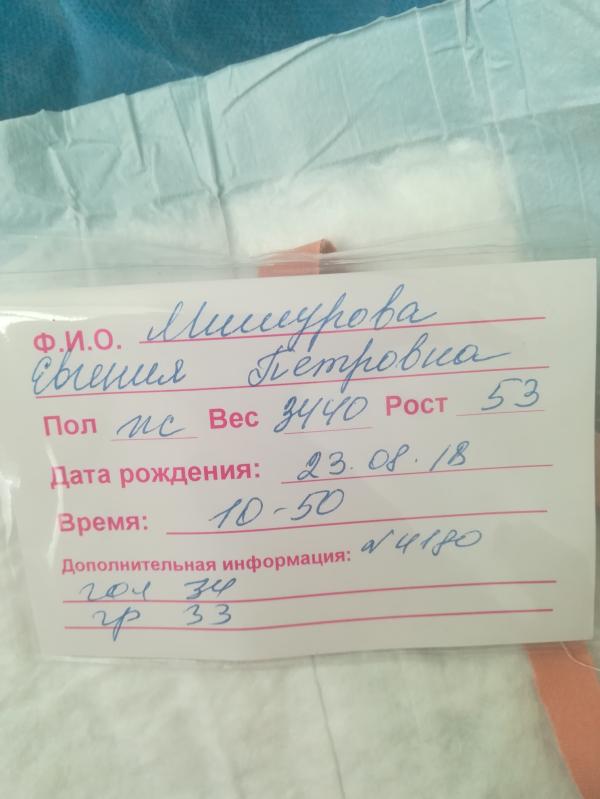 Ф.И.О. Мишурова
Евгения Петровна
Пол ж Вес 3440 Рост 53
Дата рождения: 23.08.18
Время: 10-50
Дополнительная информация: N4180
гол 34
гр 33